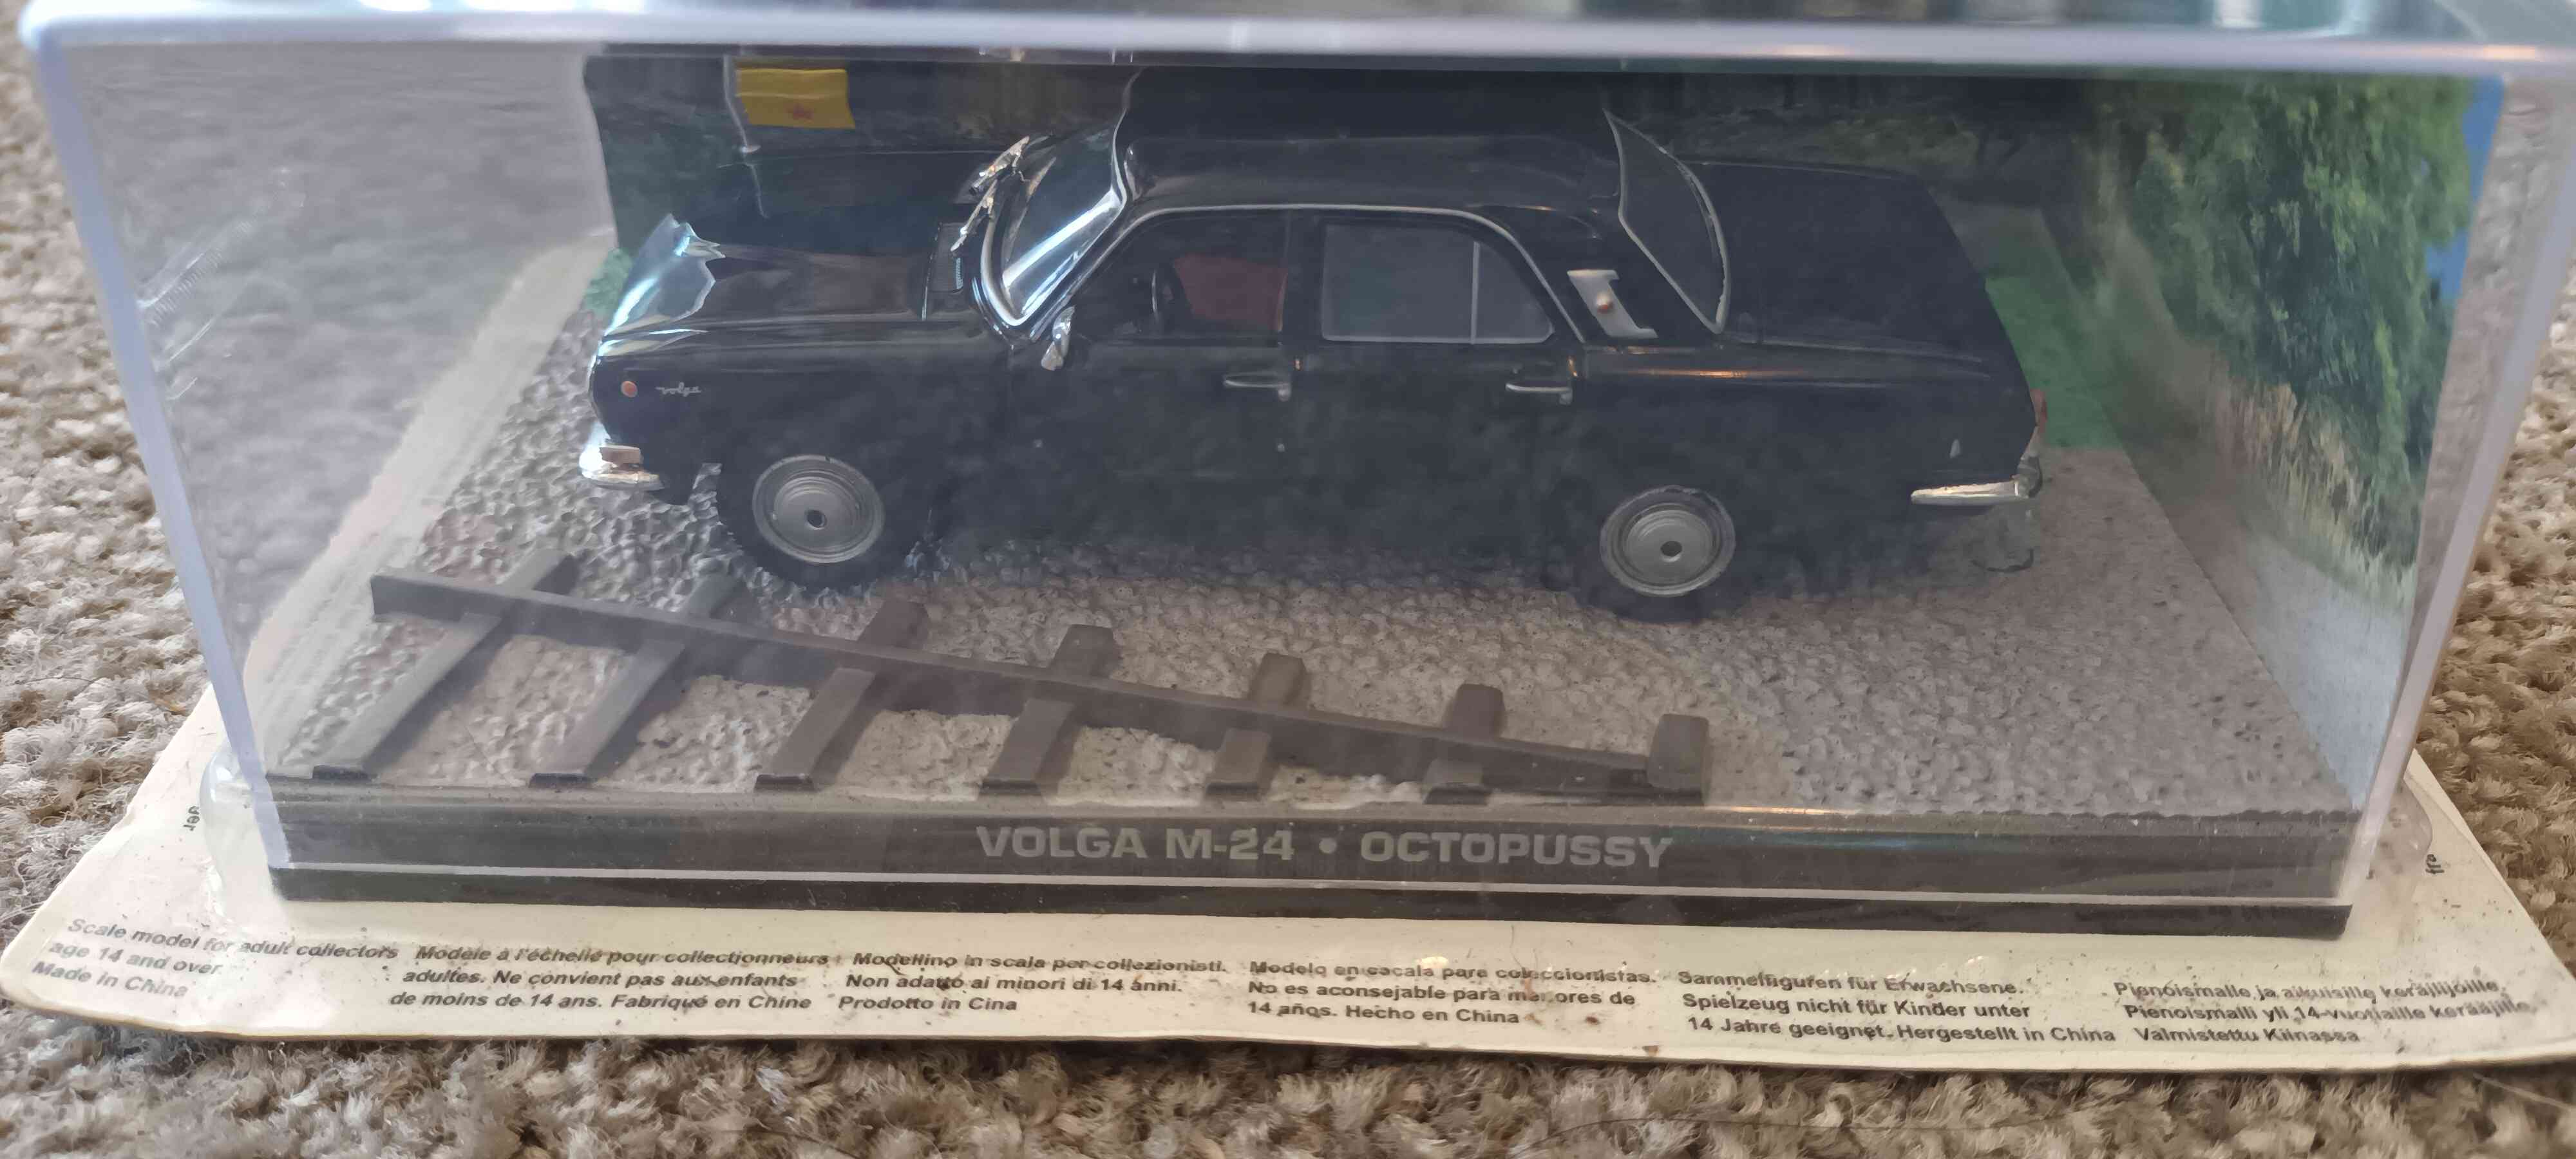 volga
VOLGA M-24 • OCTOPUSSY
Scale model for adult collectors
age 14 and over.
Made in China
Modèle à l'échelle pour collectionneurs
adultes. Ne convient pas aux enfants
de moins de 14 ans. Fabriqué en Chine
Modellino in scala per collezionisti.
Non adatto ai minori di 14 anni.
Prodotto in Cina
Modelo en escala para coleccionistas.
No es aconsejable para menores de
14 años. Hecho en China
Sammelfiguren für Erwachsene.
Spielzeug nicht für Kinder unter
14 Jahre geeignet. Hergestellt in China
Pienoismalle ja aikuisille keräilijöille.
Pienoismalli yli 14-vuotiaille kerääjille.
Valmistettu Kiinassa